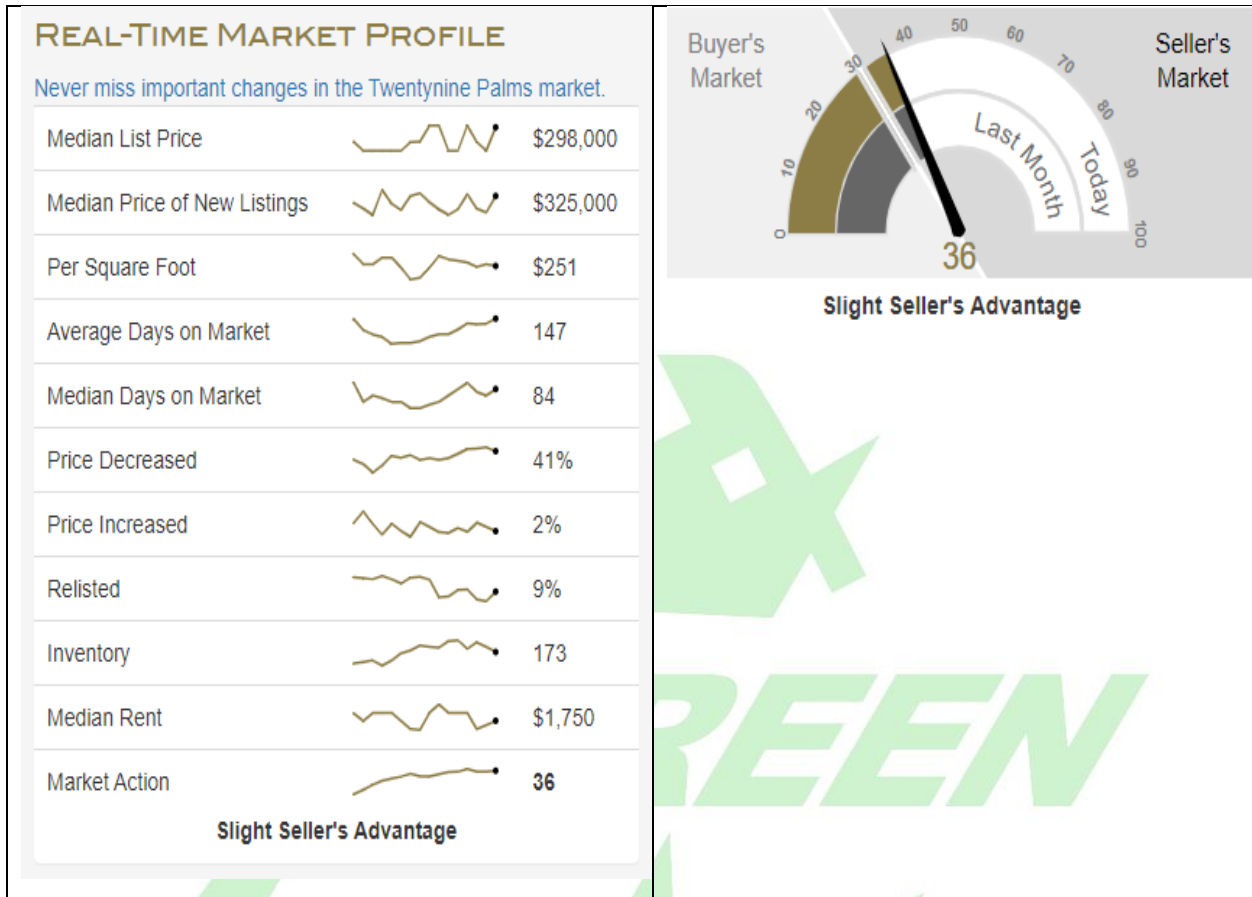 REAL-TIME MARKET PROFILE
Never miss important changes in the Twentynine Palms market.
Median List Price $298,000
Median Price of New Listings $325,000
Per Square Foot $251
Average Days on Market 147
Median Days on Market 84
Price Decreased 41%
Price Increased 2%
Relisted 9%
Inventory 173
Median Rent $1,750
Market Action 36
Slight Seller's Advantage
Buyer's
Market
Seller's
Market
0
10
20
30
40
50
60
70
80
90
100
Last Month
Today
36
Slight Seller's Advantage
REEN